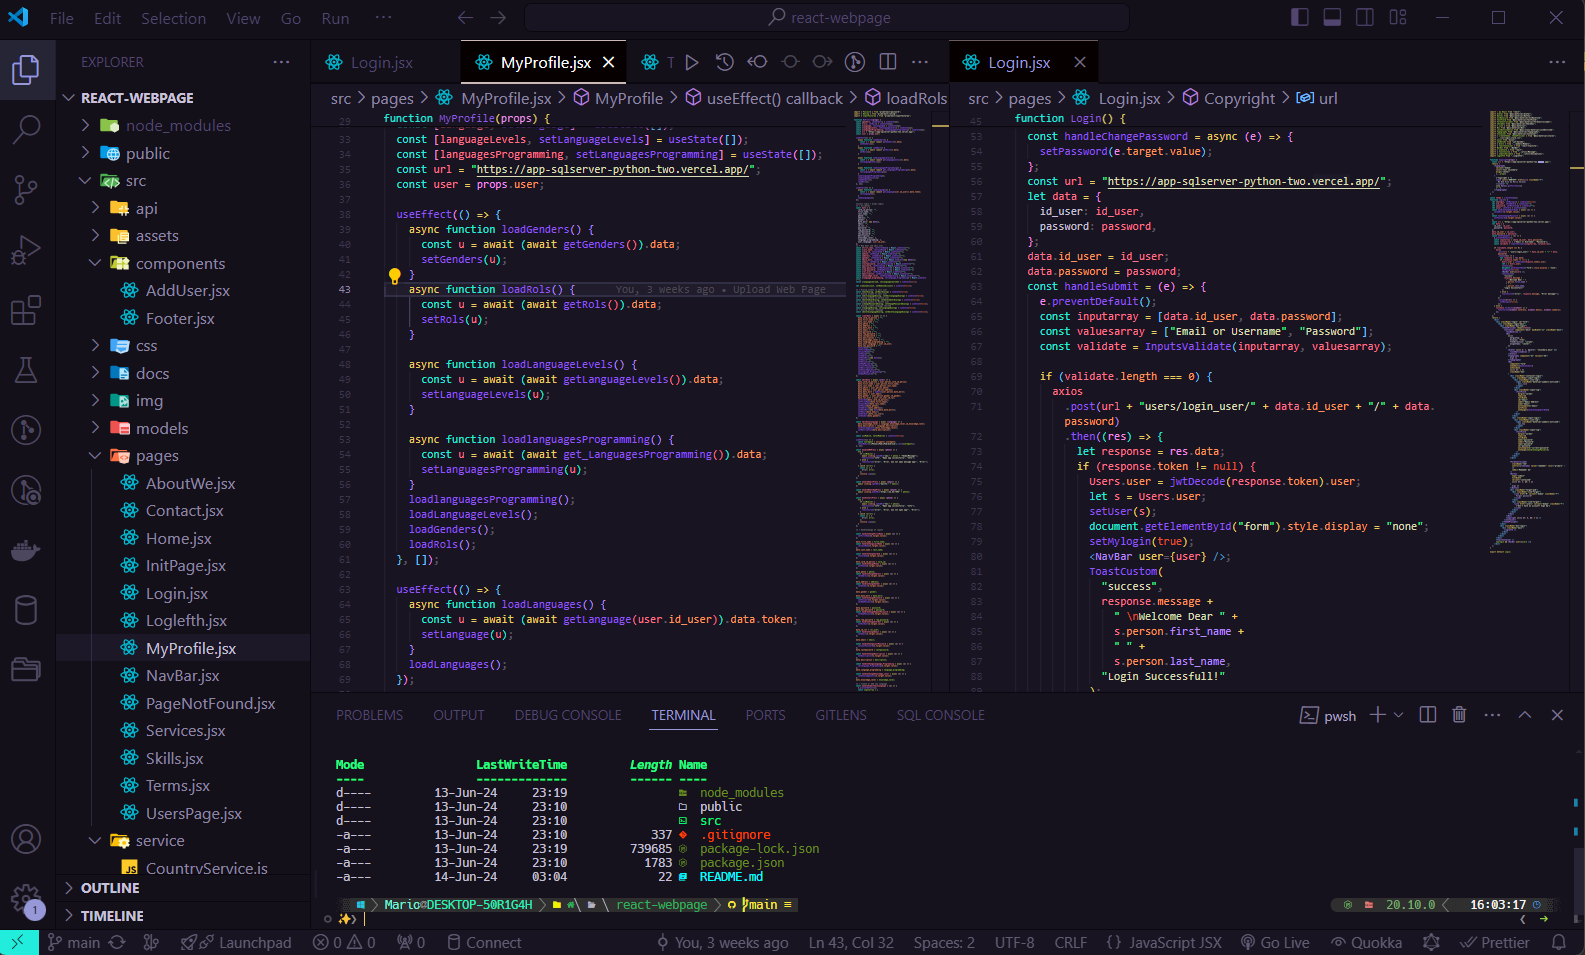 File Edit Selection View Go Run ··· react-webpage
EXPLORER ···
REACT-WEBPAGE
node_modules
public
src
api
assets
components
AddUser.jsx
Footer.jsx
css
docs
img
models
pages
AboutWe.jsx
Contact.jsx
Home.jsx
InitPage.jsx
Login.jsx
Loglefth.jsx
MyProfile.jsx
NavBar.jsx
PageNotFound.jsx
Services.jsx
Skills.jsx
Terms.jsx
UsersPage.jsx
service
JS CountryService.js
OUTLINE
TIMELINE
1
Login.jsx MyProfile.jsx T ···
src > pages > MyProfile.jsx > MyProfile > useEffect() callback > loadRols
29 function MyProfile(props) {
33 const [languageLevels, setLanguageLevels] = useState([]);
34 const [languagesProgramming, setLanguagesProgramming] = useState([]);
35 const url = "https://app-sqlserver-python-two.vercel.app/";
36 const user = props.user;
37
38 useEffect(() => {
39 async function loadGenders() {
40 const u = await (await getGenders()).data;
41 setGenders(u);
42 }
43 async function loadRols() { You, 3 weeks ago • Upload Web Page
44 const u = await (await getRols()).data;
45 setRols(u);
46 }
47
48 async function loadLanguageLevels() {
49 const u = await (await getLanguageLevels()).data;
50 setLanguageLevels(u);
51 }
52
53 async function loadlanguagesProgramming() {
54 const u = await (await get_LanguagesProgramming()).data;
55 setLanguagesProgramming(u);
56 }
57 loadlanguagesProgramming();
58 loadLanguageLevels();
59 loadGenders();
60 loadRols();
61 }, []);
62
63 useEffect(() => {
64 async function loadLanguages() {
65 const u = await (await getLanguage(user.id_user)).data.token;
66 setLanguage(u);
67 }
68 loadLanguages();
69 });
Login.jsx ···
src > pages > Login.jsx > Copyright > url
45 function Login() {
53 const handleChangePassword = async (e) => {
54 setPassword(e.target.value);
55 };
56 const url = "https://app-sqlserver-python-two.vercel.app/";
57 let data = {
58 id_user: id_user,
59 password: password,
60 };
61 data.id_user = id_user;
62 data.password = password;
63 const handleSubmit = (e) => {
64 e.preventDefault();
65 const inputarray = [data.id_user, data.password];
66 const valuesarray = ["Email or Username", "Password"];
67 const validate = InputsValidate(inputarray, valuesarray);
68
69 if (validate.length === 0) {
70 axios
71 .post(url + "users/login_user/" + data.id_user + "/" + data.
password)
72 .then((res) => {
73 let response = res.data;
74 if (response.token != null) {
75 Users.user = jwtDecode(response.token).user;
76 let s = Users.user;
77 setUser(s);
78 document.getElementById("form").style.display = "none";
79 setMylogin(true);
80 <NavBar user={user} />;
81 ToastCustom(
82 "success",
83 response.message +
84 " \nWelcome Dear " +
85 s.person.first_name +
86 " " +
87 s.person.last_name,
88 "Login Successfull!"
89 );
PROBLEMS OUTPUT DEBUG CONSOLE TERMINAL PORTS GITLENS SQL CONSOLE pwsh ···
Mode LastWriteTime Length Name
---- ------------- ------ ----
d---- 13-Jun-24 23:19 node_modules
d---- 13-Jun-24 23:10 public
d---- 13-Jun-24 23:10 src
-a--- 13-Jun-24 23:10 337 .gitignore
-a--- 13-Jun-24 23:19 739685 package-lock.json
-a--- 13-Jun-24 23:10 1783 package.json
-a--- 14-Jun-24 03:04 22 README.md
Mario@DESKTOP-50R1G4H \ \ react-webpage main ≡ 20.10.0 16:03:17
main Launchpad 0 0 0 Connect You, 3 weeks ago Ln 43, Col 32 Spaces: 2 UTF-8 CRLF {} JavaScript JSX Go Live Quokka Prettier